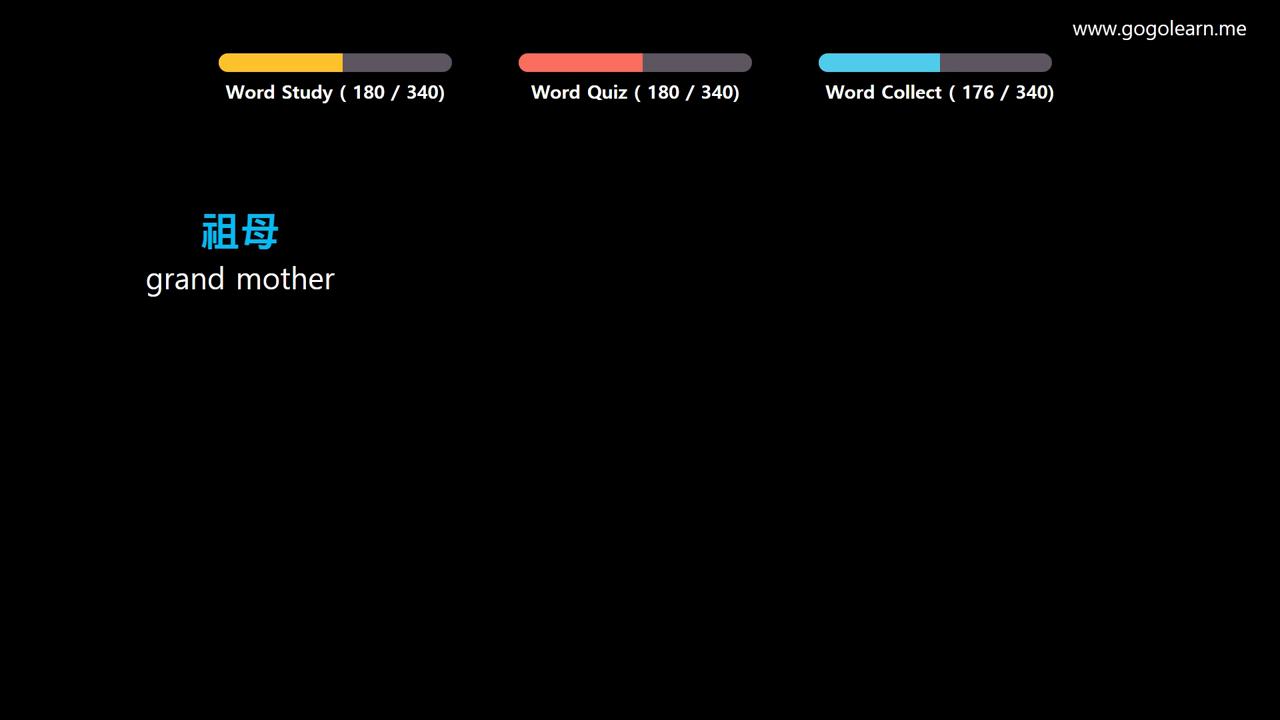 www.gogolearn.me
Word Study ( 180 / 340)
Word Quiz ( 180 / 340)
Word Collect ( 176 / 340)
祖母
grand mother